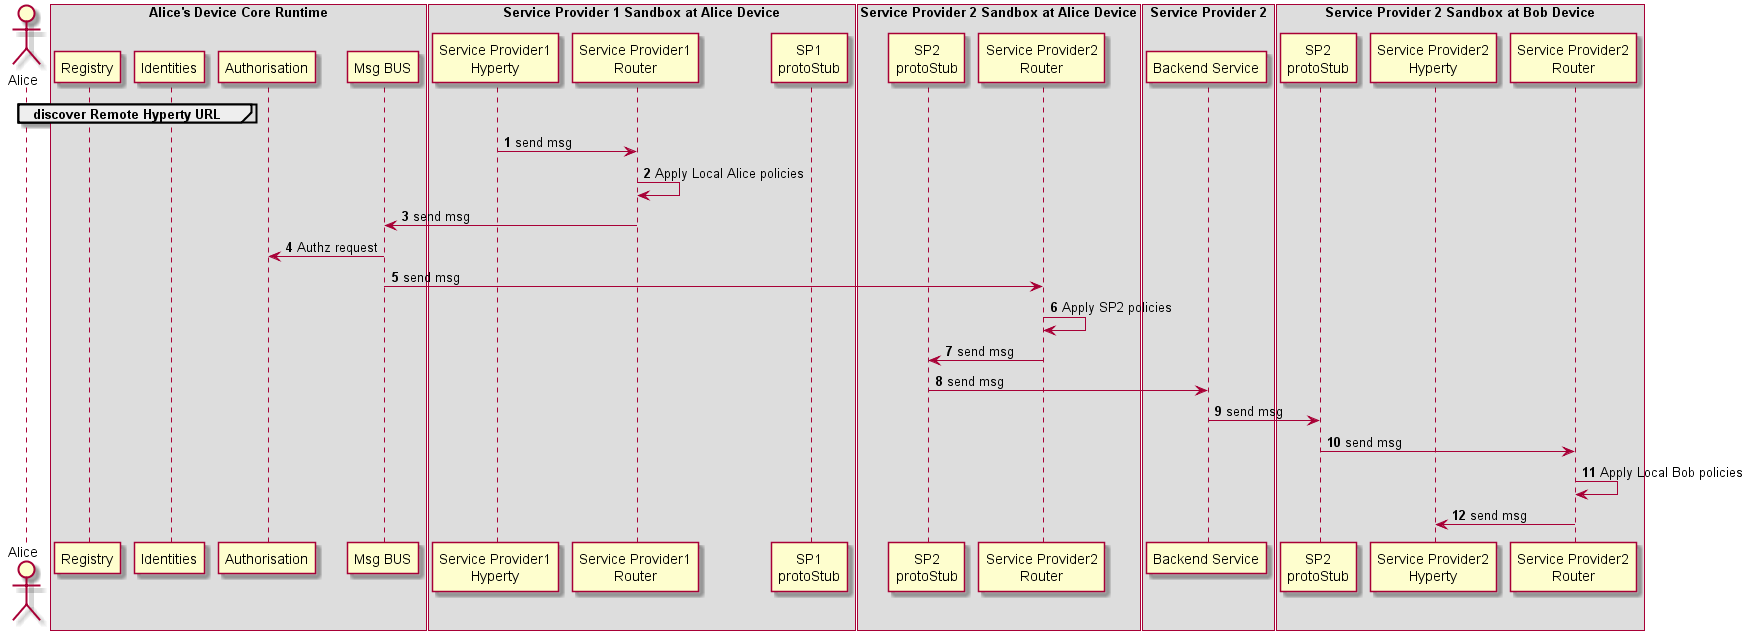 Alice's Device Core Runtime
Service Provider 1 Sandbox at Alice Device
Service Provider 2 Sandbox at Alice Device
Service Provider 2
Service Provider 2 Sandbox at Bob Device
Alice
Registry
Identities
Authorisation
Msg BUS
Service Provider1
Hyperty
Service Provider1
Router
SP1
protoStub
SP2
protoStub
Service Provider2
Router
Backend Service
SP2
protoStub
Service Provider2
Hyperty
Service Provider2
Router
discover Remote Hyperty URL
1 send msg
2 Apply Local Alice policies
3 send msg
4 Authz request
5 send msg
6 Apply SP2 policies
7 send msg
8 send msg
9 send msg
10 send msg
11 Apply Local Bob policies
12 send msg
Alice
Registry
Identities
Authorisation
Msg BUS
Service Provider1
Hyperty
Service Provider1
Router
SP1
protoStub
SP2
protoStub
Service Provider2
Router
Backend Service
SP2
protoStub
Service Provider2
Hyperty
Service Provider2
Router